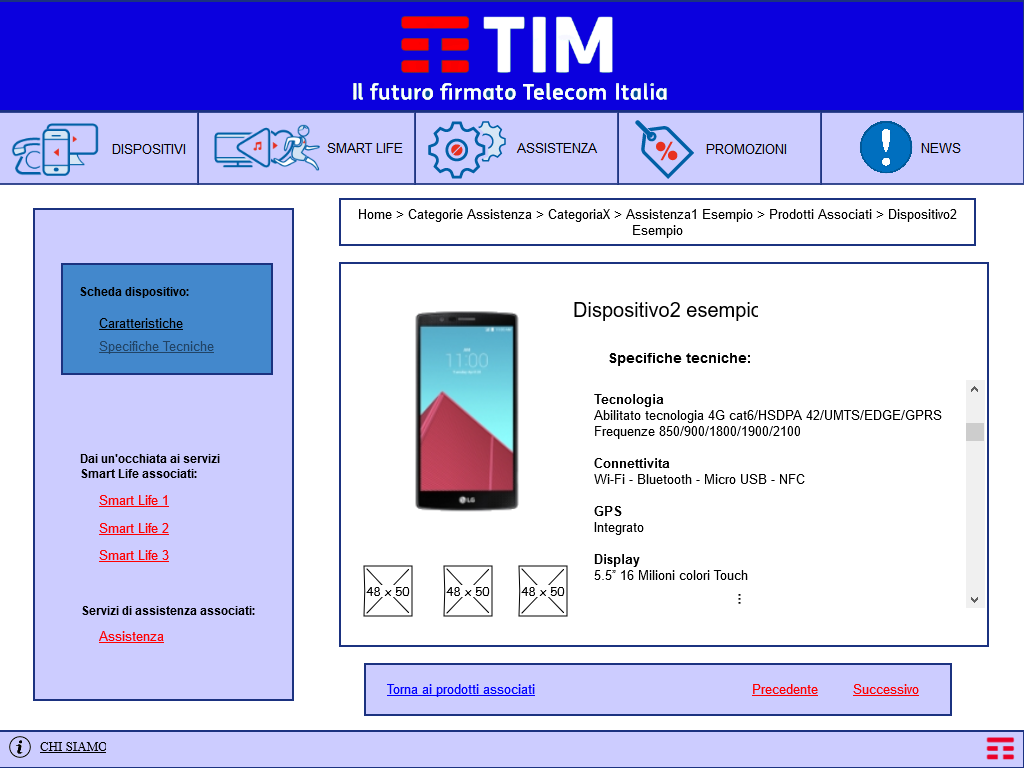 TIM
Il futuro firmato Telecom Italia
DISPOSITIVI
SMART LIFE
ASSISTENZA
PROMOZIONI
NEWS
Home > Categorie Assistenza > CategoriaX > Assistenza1 Esempio > Prodotti Associati > Dispositivo2
Esempio
Scheda dispositivo:
Caratteristiche
Specifiche Tecniche
Dai un'occhiata ai servizi
Smart Life associati:
Smart Life 1
Smart Life 2
Smart Life 3
Servizi di assistenza associati:
Assistenza
11:00
LG
48 x 50
48 x 50
48 x 50
Dispositivo2 esempio
Specifiche tecniche:
Tecnologia
Abilitato tecnologia 4G cat6/HSDPA 42/UMTS/EDGE/GPRS
Frequenze 850/900/1800/1900/2100
Connettivita
Wi-Fi - Bluetooth - Micro USB - NFC
GPS
Integrato
Display
5.5” 16 Milioni colori Touch
Torna ai prodotti associati
Precedente
Successivo
CHI SIAMO